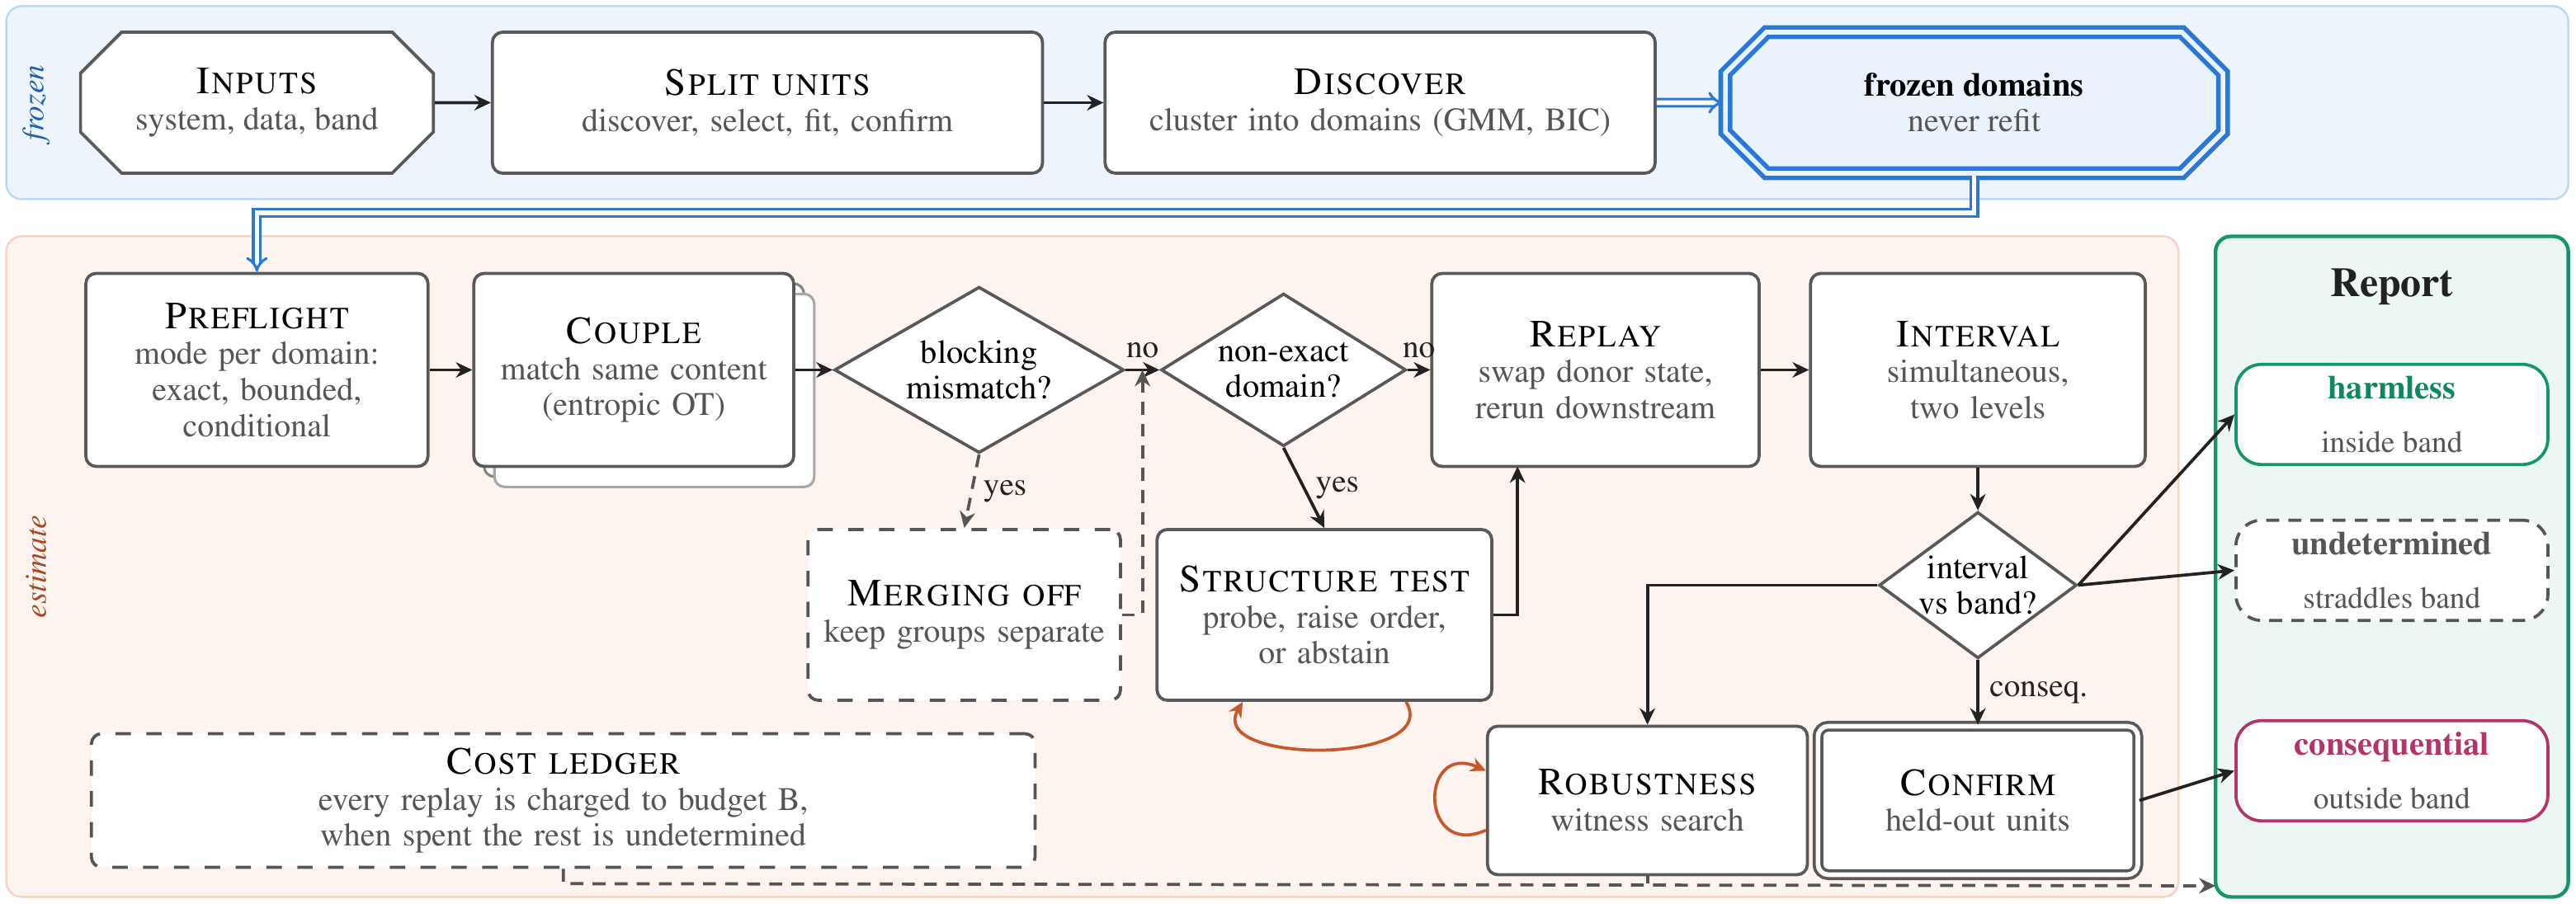 frozen
INPUTS
system, data, band
SPLIT UNITS
discover, select, fit, confirm
DISCOVER
cluster into domains (GMM, BIC)
frozen domains
never refit
estimate
PREFLIGHT
mode per domain:
exact, bounded,
conditional
COUPLE
match same content
(entropic OT)
blocking
mismatch?
no
yes
MERGING OFF
keep groups separate
non-exact
domain?
no
yes
STRUCTURE TEST
probe, raise order,
or abstain
REPLAY
swap donor state,
rerun downstream
INTERVAL
simultaneous,
two levels
interval
vs band?
conseq.
ROBUSTNESS
witness search
CONFIRM
held-out units
COST LEDGER
every replay is charged to budget B,
when spent the rest is undetermined
Report
harmless
inside band
undetermined
straddles band
consequential
outside band